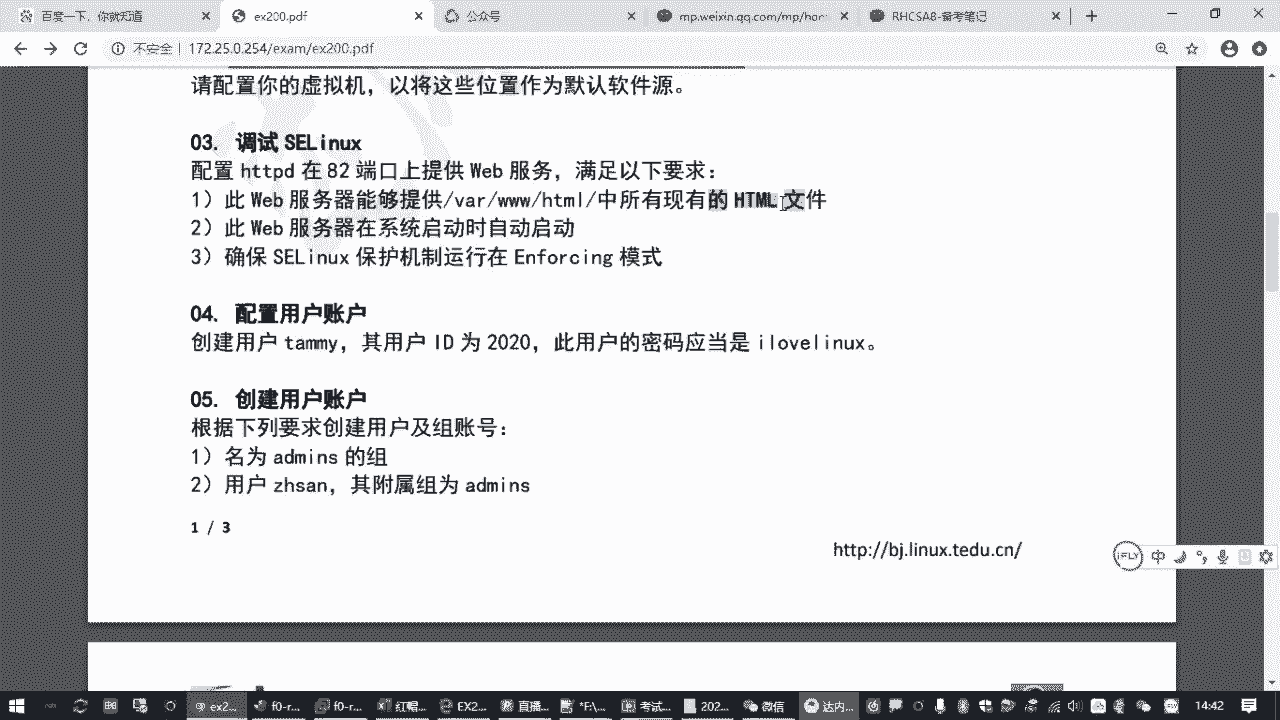 百度一下，你就知道
ex200.pdf
公众号
mp.weixin.qq.com/mp/hom
RHCSA8-备考笔记
不安全 | 172.25.0.254/exam/ex200.pdf
请配置你的虚拟机，以将这些位置作为默认软件源。
03. 调试 SELinux
配置 httpd 在 82 端口上提供 Web 服务，满足以下要求：
1）此 Web 服务器能够提供/var/www/html/中所有现有的 HTML 文件
2）此 Web 服务器在系统启动时自动启动
3）确保 SELinux 保护机制运行在 Enforcing 模式
04. 配置用户账户
创建用户 tammy，其用户 ID 为 2020，此用户的密码应当是 ilovelinux。
05. 创建用户账户
根据下列要求创建用户及组账号：
1）名为 admins 的组
2）用户 zhsan，其附属组为 admins
1 / 3
http://bj.linux.tedu.cn/
iFLY 中
ex2...
f0-r...
f0-r...
红帽...
EX2...
直播...
考试...
202...
微信
达内...
14:42